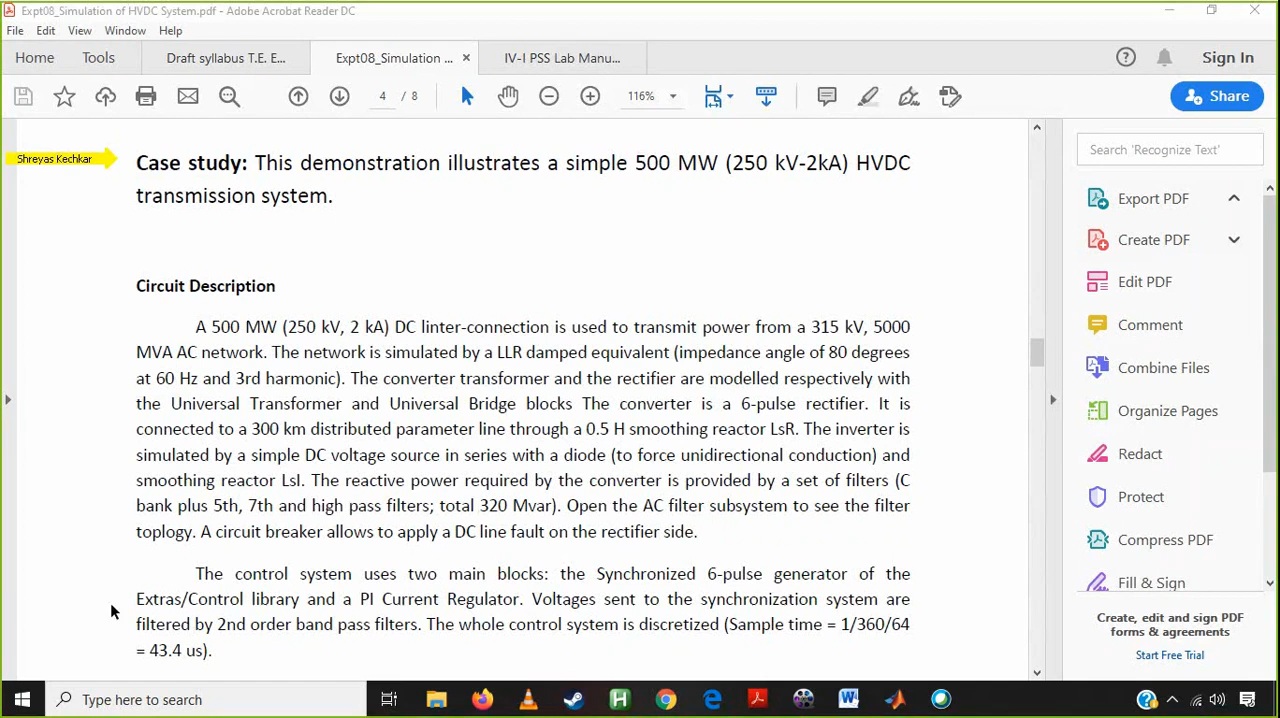 Expt08_Simulation of HVDC System.pdf - Adobe Acrobat Reader DC
File Edit View Window Help
Home Tools Draft syllabus T.E. E... Expt08_Simulation ... IV-I PSS Lab Manu... Sign In
4 / 8 116% Share
Shreyas Kechkar
Case study: This demonstration illustrates a simple 500 MW (250 kV-2kA) HVDC
transmission system.
Circuit Description
A 500 MW (250 kV, 2 kA) DC linter-connection is used to transmit power from a 315 kV, 5000
MVA AC network. The network is simulated by a LLR damped equivalent (impedance angle of 80 degrees
at 60 Hz and 3rd harmonic). The converter transformer and the rectifier are modelled respectively with
the Universal Transformer and Universal Bridge blocks The converter is a 6-pulse rectifier. It is
connected to a 300 km distributed parameter line through a 0.5 H smoothing reactor LsR. The inverter is
simulated by a simple DC voltage source in series with a diode (to force unidirectional conduction) and
smoothing reactor LsI. The reactive power required by the converter is provided by a set of filters (C
bank plus 5th, 7th and high pass filters; total 320 Mvar). Open the AC filter subsystem to see the filter
toplogy. A circuit breaker allows to apply a DC line fault on the rectifier side.
The control system uses two main blocks: the Synchronized 6-pulse generator of the
Extras/Control library and a PI Current Regulator. Voltages sent to the synchronization system are
filtered by 2nd order band pass filters. The whole control system is discretized (Sample time = 1/360/64
= 43.4 us).
Search 'Recognize Text'
Export PDF
Create PDF
Edit PDF
Comment
Combine Files
Organize Pages
Redact
Protect
Compress PDF
Fill & Sign
Create, edit and sign PDF
forms & agreements
Start Free Trial
Type here to search